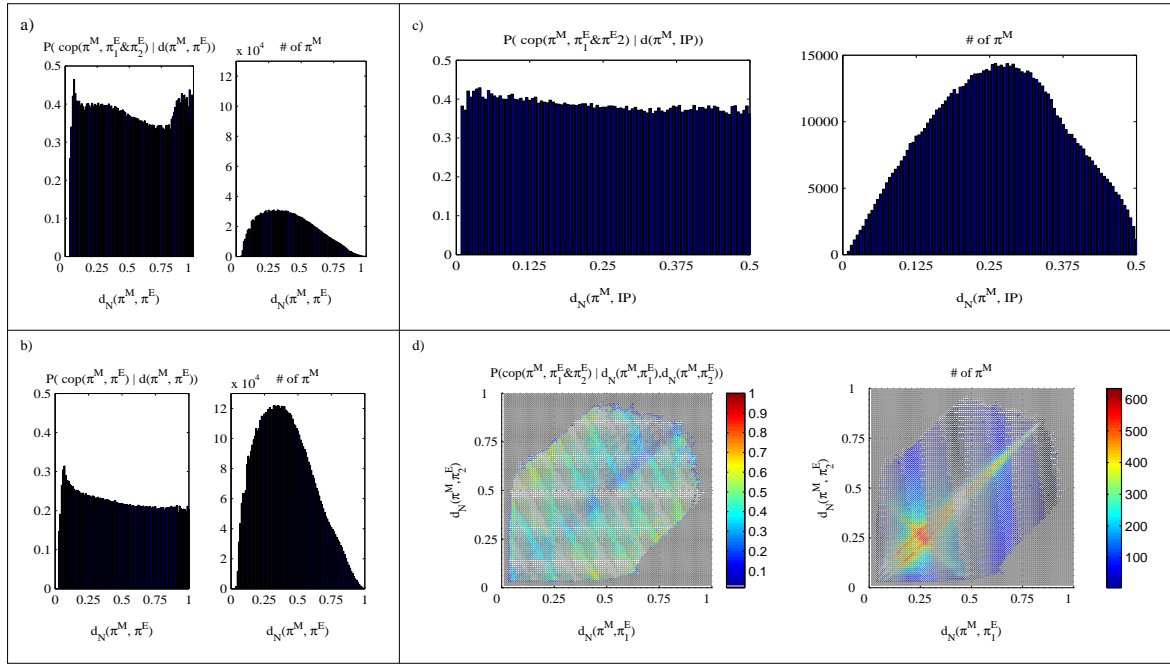 a)
P( cop(π^M, π_1^E&π_2^E) | d(π^M, π^E))
0.5
0.4
0.3
0.2
0.1
0
0 0.25 0.5 0.75 1
d_N(π^M, π^E)
# of π^M
x 10^4
12
10
8
6
4
2
0
0 0.25 0.5 0.75 1
d_N(π^M, π^E)
c)
P( cop(π^M, π_1^E&π^E2) | d(π^M, IP))
0.5
0.4
0.3
0.2
0.1
0
0 0.125 0.25 0.375 0.5
d_N(π^M, IP)
# of π^M
15000
10000
5000
0
0 0.125 0.25 0.375 0.5
d_N(π^M, IP)
b)
P( cop(π^M, π^E) | d(π^M, π^E))
0.5
0.4
0.3
0.2
0.1
0
0 0.25 0.5 0.75 1
d_N(π^M, π^E)
# of π^M
x 10^4
12
10
8
6
4
2
0
0 0.25 0.5 0.75 1
d_N(π^M, π^E)
d)
P(cop(π^M, π_1^E&π_2^E) | d_N(π^M,π_1^E),d_N(π^M,π_2^E))
1
0.75
0.5
0.25
0
d_N(π^M,π_2^E)
0 0.25 0.5 0.75 1
d_N(π^M,π_1^E)
1
0.9
0.8
0.7
0.6
0.5
0.4
0.3
0.2
0.1
# of π^M
1
0.75
0.5
0.25
0
d_N(π^M, π_2^E)
0 0.25 0.5 0.75 1
d_N(π^M, π_1^E)
600
500
400
300
200
100